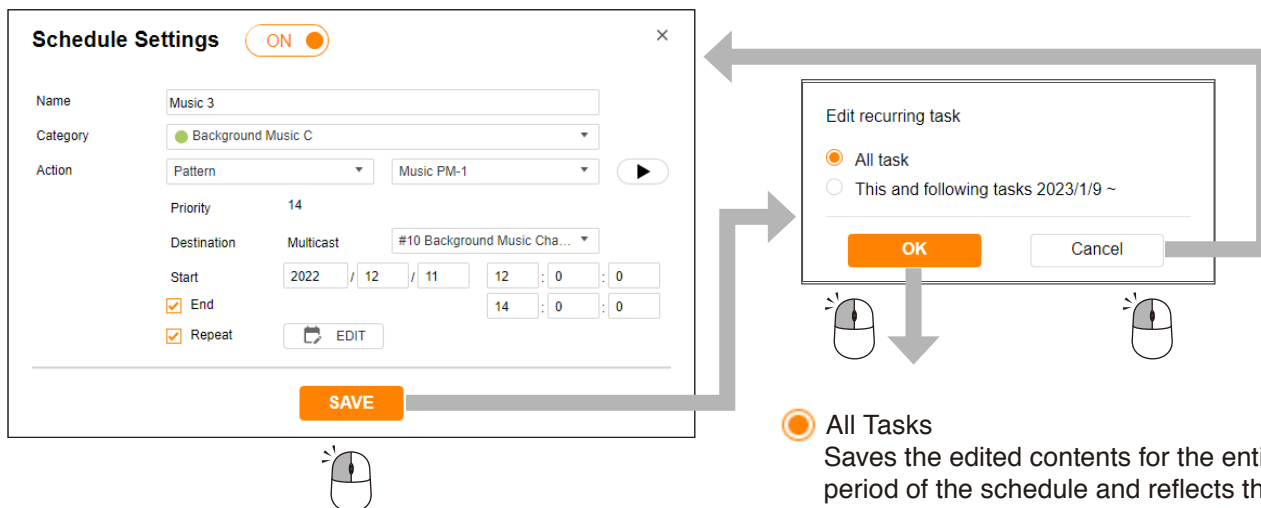 Schedule Settings ON ×
Name Music 3
Category Background Music C
Action Pattern Music PM-1
Priority 14
Destination Multicast #10 Background Music Cha...
Start 2022 / 12 / 11 12 : 0 : 0
End 14 : 0 : 0
Repeat EDIT
SAVE
Edit recurring task
All task
This and following tasks 2023/1/9 ~
OK Cancel
All Tasks
Saves the edited contents for the enti
period of the schedule and reflects th